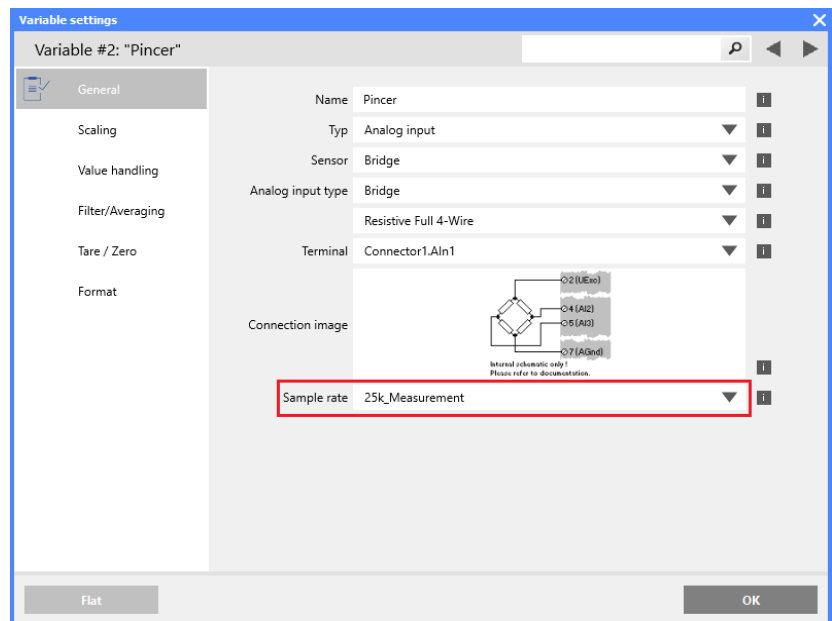 Variable settings
Variable #2: "Pincer"
General
Scaling
Value handling
Filter/Averaging
Tare / Zero
Format
Name Pincer
Typ Analog input
Sensor Bridge
Analog input type Bridge
Resistive Full 4-Wire
Terminal Connector1.AIn1
Connection image
2 (UExc)
4 (AI2)
5 (AI3)
7 (AGnd)
Internal schematic only !
Please refer to documentation.
Sample rate 25k_Measurement
Flat
OK